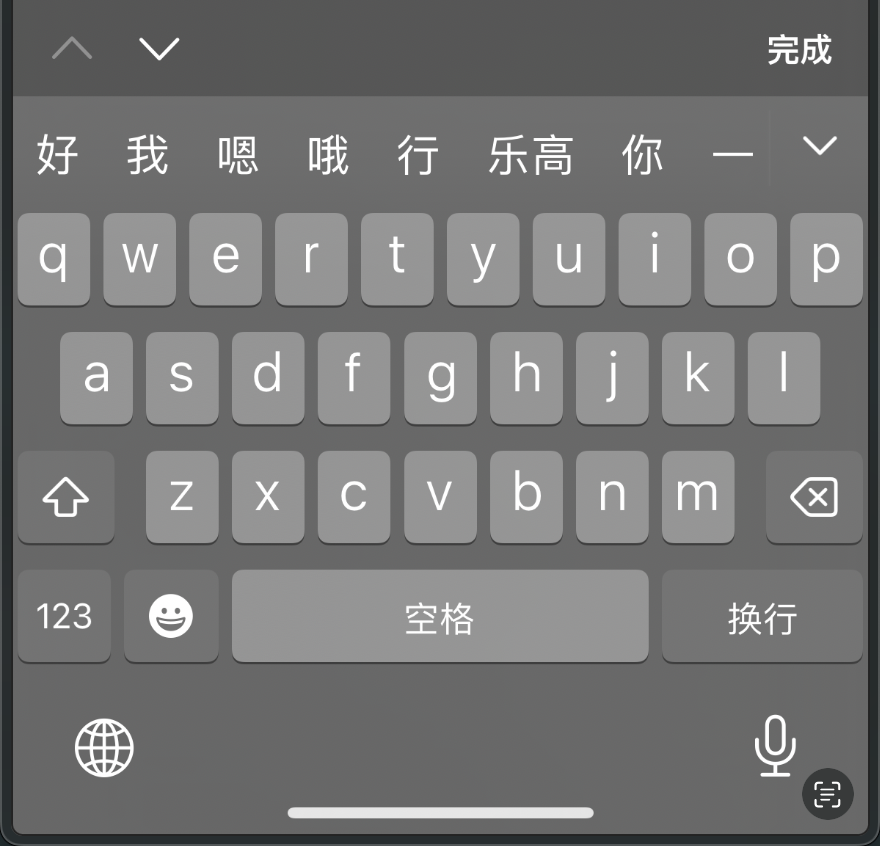 完成
好 我 嗯 哦 行 乐高 你 一
q w e r t y u i o p
a s d f g h j k l
z x c v b n m
123 空格 换行